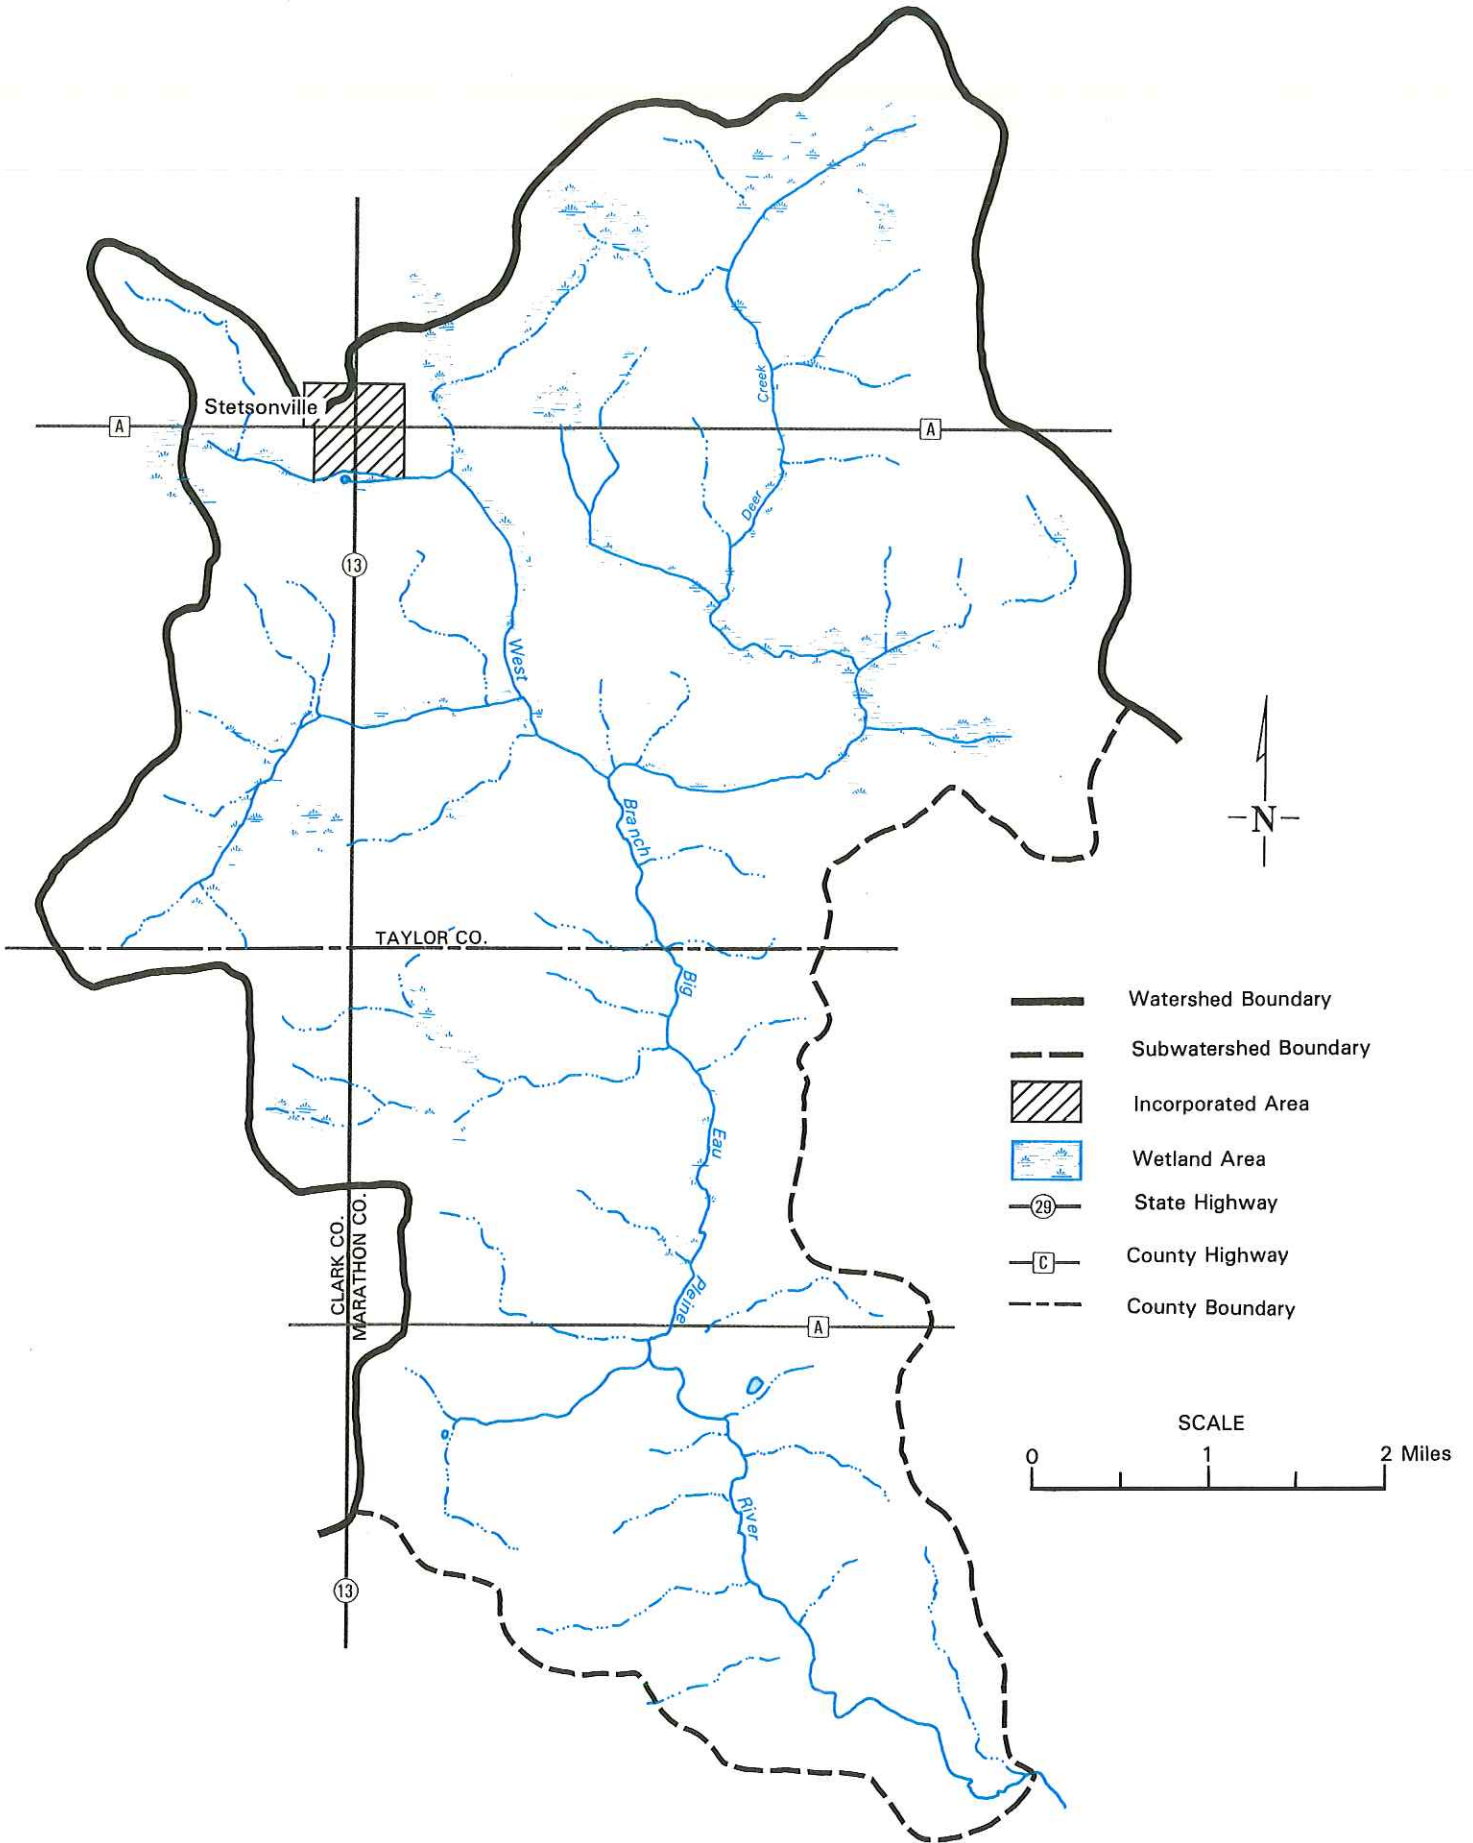 Creek
Stetsonville
A
A
Deer
13
West
N
Branch
TAYLOR CO.
Big
Watershed Boundary
Subwatershed Boundary
Incorporated Area
Eau
Wetland Area
29 State Highway
CLARK CO.
MARATHON CO.
C County Highway
Pleine
County Boundary
A
SCALE
0 1 2 Miles
River
13